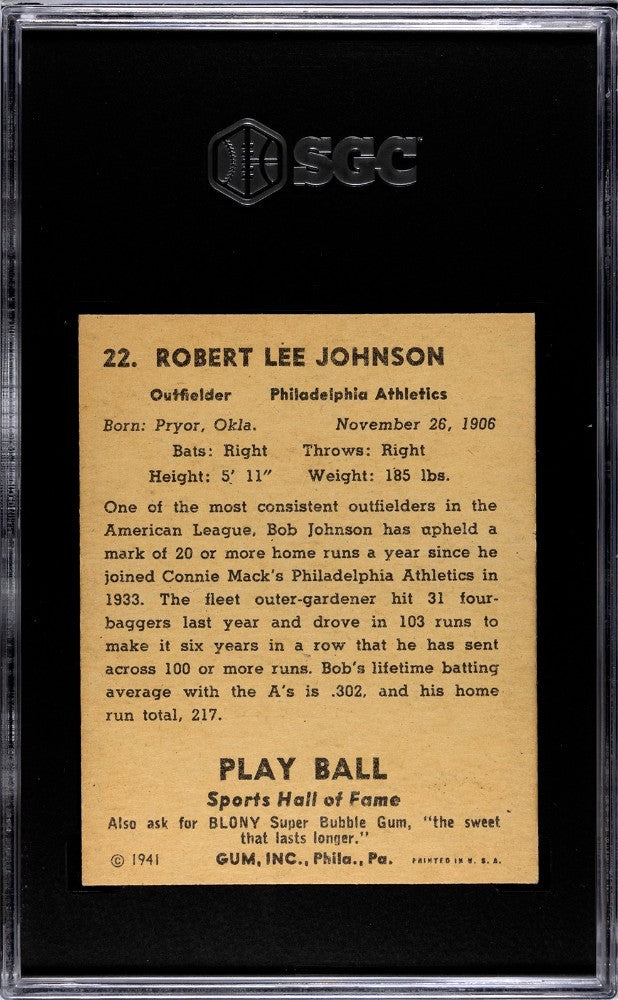 SGC
22. ROBERT LEE JOHNSON
Outfielder Philadelphia Athletics
Born: Pryor, Okla. November 26, 1906
Bats: Right Throws: Right
Height: 5' 11" Weight: 185 lbs.
One of the most consistent outfielders in the
American League, Bob Johnson has upheld a
mark of 20 or more home runs a year since he
joined Connie Mack's Philadelphia Athletics in
1933. The fleet outer-gardener hit 31 four-
baggers last year and drove in 103 runs to
make it six years in a row that he has sent
across 100 or more runs. Bob's lifetime batting
average with the A's is .302, and his home
run total, 217.
PLAY BALL
Sports Hall of Fame
Also ask for BLONY Super Bubble Gum, "the sweet
that lasts longer."
© 1941 GUM, INC., Phila., Pa. PRINTED IN U. S. A.